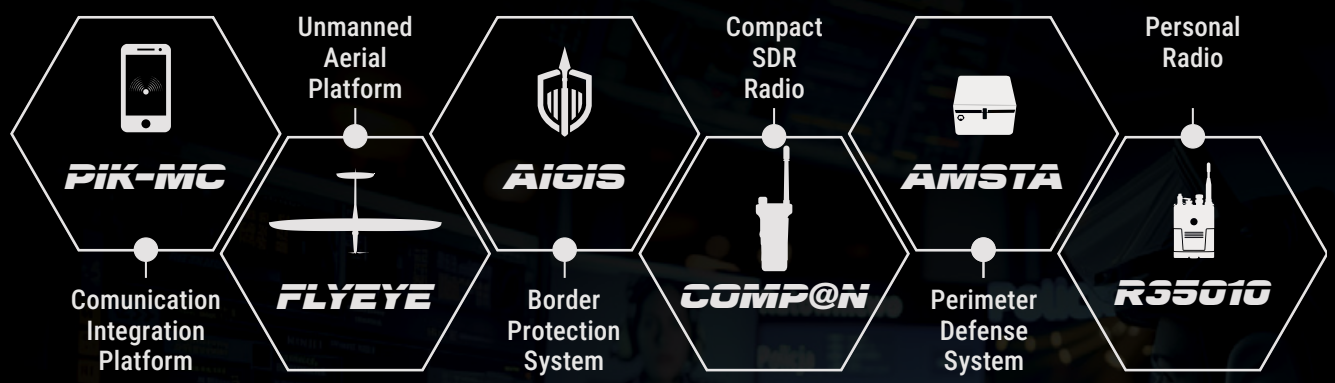 PIK-MC
Comunication
Integration
Platform
Unmanned
Aerial
Platform
FLYEYE
AIGIS
Border
Protection
System
Compact
SDR
Radio
COMP@N
AMSTA
Perimeter
Defense
System
Personal
Radio
R35010